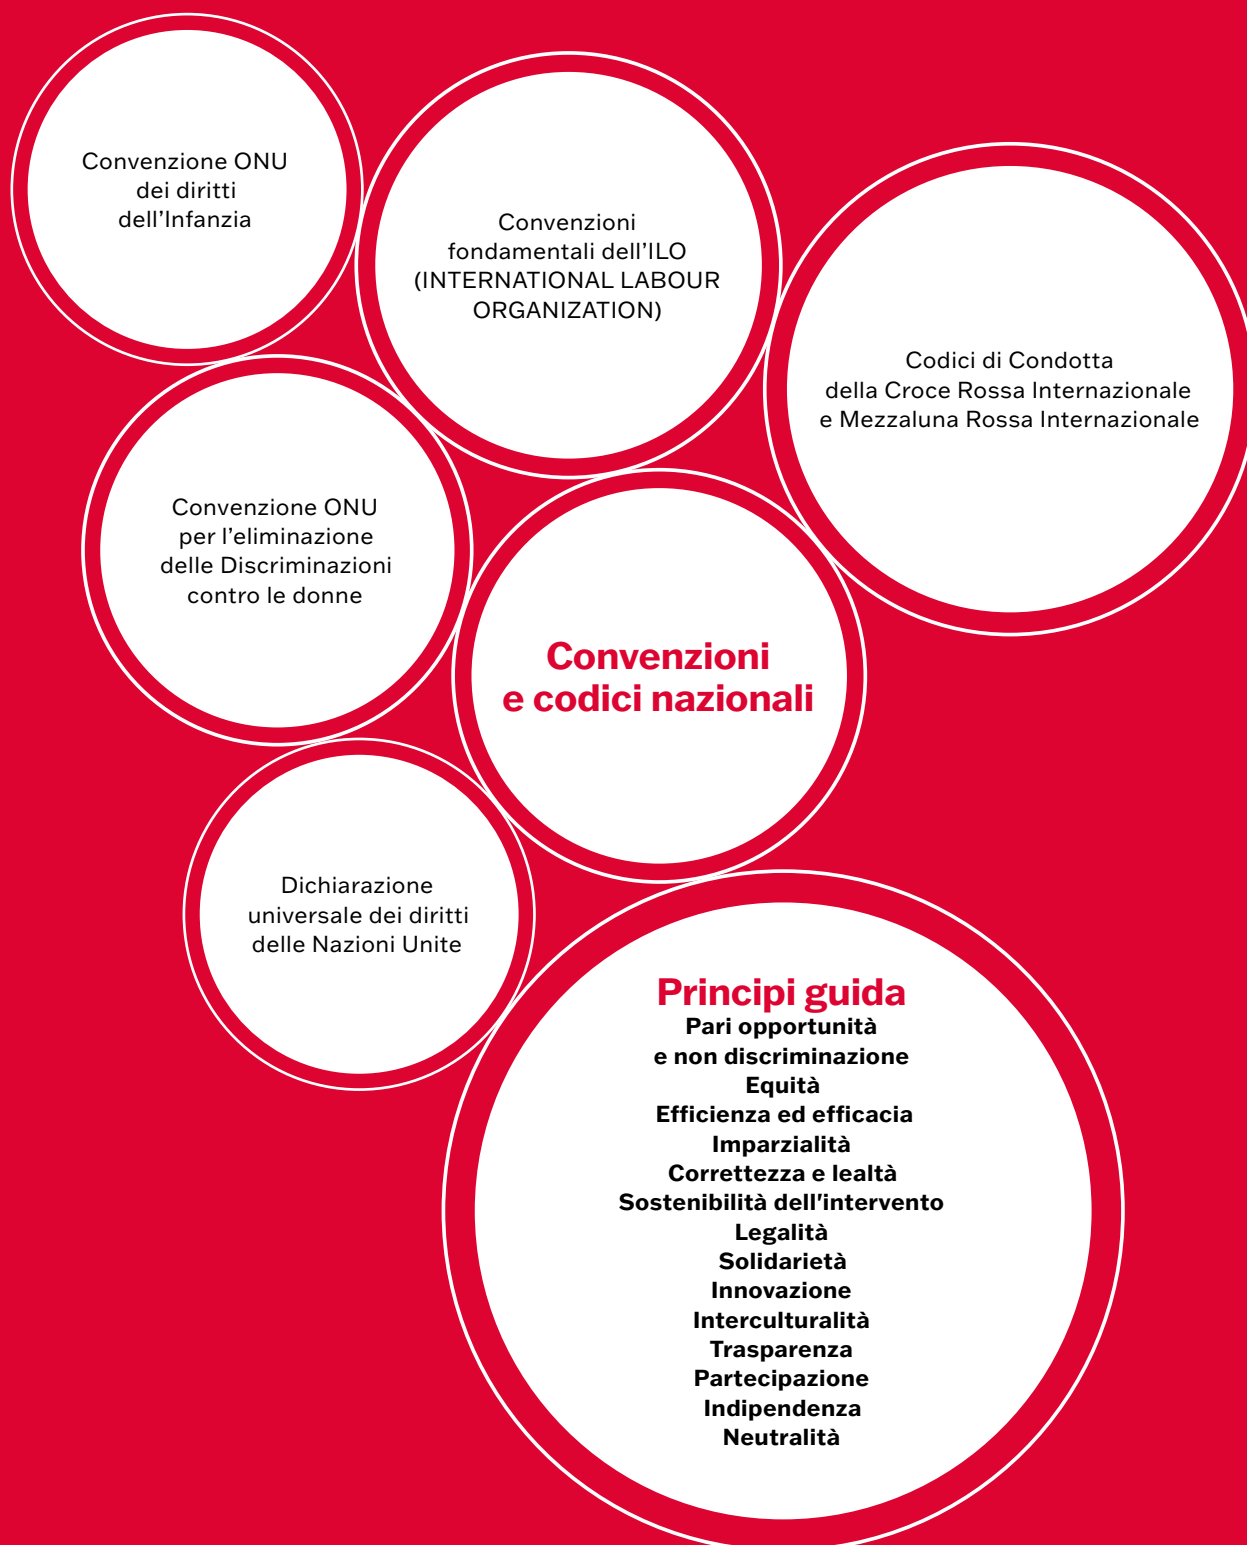 Convenzione ONU
dei diritti
dell’Infanzia
Convenzioni
fondamentali dell’ILO
(INTERNATIONAL LABOUR
ORGANIZATION)
Codici di Condotta
della Croce Rossa Internazionale
e Mezzaluna Rossa Internazionale
Convenzione ONU
per l’eliminazione
delle Discriminazioni
contro le donne
Convenzioni
e codici nazionali
Dichiarazione
universale dei diritti
delle Nazioni Unite
Principi guida
Pari opportunità
e non discriminazione
Equità
Efficienza ed efficacia
Imparzialità
Correttezza e lealtà
Sostenibilità dell’intervento
Legalità
Solidarietà
Innovazione
Interculturalità
Trasparenza
Partecipazione
Indipendenza
Neutralità